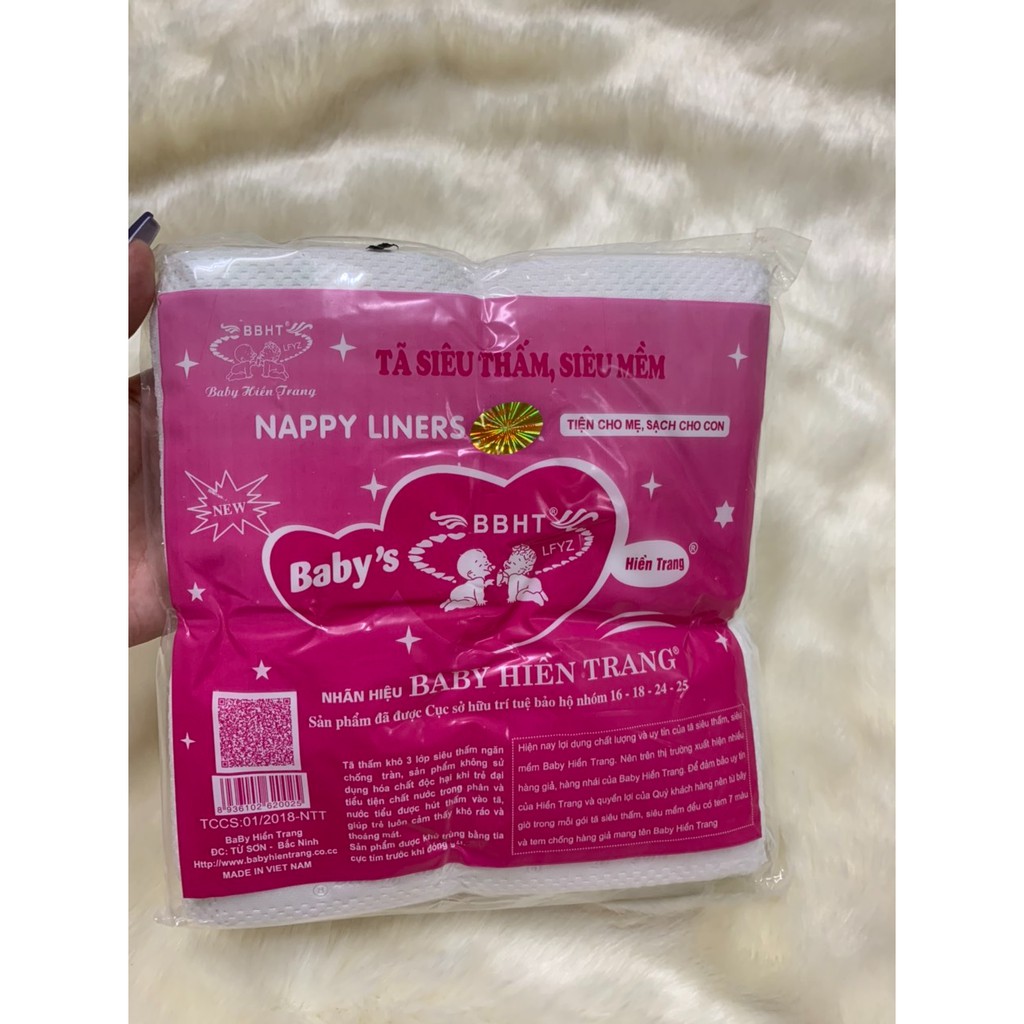 BBHT
LFYZ
Baby Hiền Trang
TÃ SIÊU THẤM, SIÊU MỀM
NAPPY LINERS
TIỆN CHO MẸ, SẠCH CHO CON
NEW
Baby's
BBHT®
LFYZ
Hiền Trang®
NHÃN HIỆU BABY HIỀN TRANG®
Sản phẩm đã được Cục sở hữu trí tuệ bảo hộ nhóm 16 - 18 - 24 - 25
8 936102 620025
TCCS:01/2018-NTT
BaBy Hiền Trang
ĐC: TỪ SƠN - Bắc Ninh
Http://www.babyhientrang.co.cc
MADE IN VIET NAM
Tã thấm khô 3 lớp siêu thấm ngăn
chống tràn, sản phẩm không sử
dụng hóa chất độc hại khi trẻ đại
tiểu tiện chất nước trong phân và
nước tiểu được hút thấm vào tã,
giúp trẻ luôn cảm thấy khô ráo và
thoáng mát.
Sản phẩm được khử trùng bằng tia
cực tím trước khi đóng
Hiện nay lợi dụng chất lượng và uy tín của tã siêu thấm, siêu
mềm Baby Hiền Trang. Nên trên thị trường xuất hiện nhiều
hàng giả, hàng nhái của Baby Hiền Trang. Để đảm bảo uy tín
của Hiền Trang và quyền lợi của Quý khách hàng nên từ bây
giờ trong mỗi gói tã siêu thấm, siêu mềm đều có tem 7 màu
và tem chống hàng giả mang tên Baby Hiền Trang